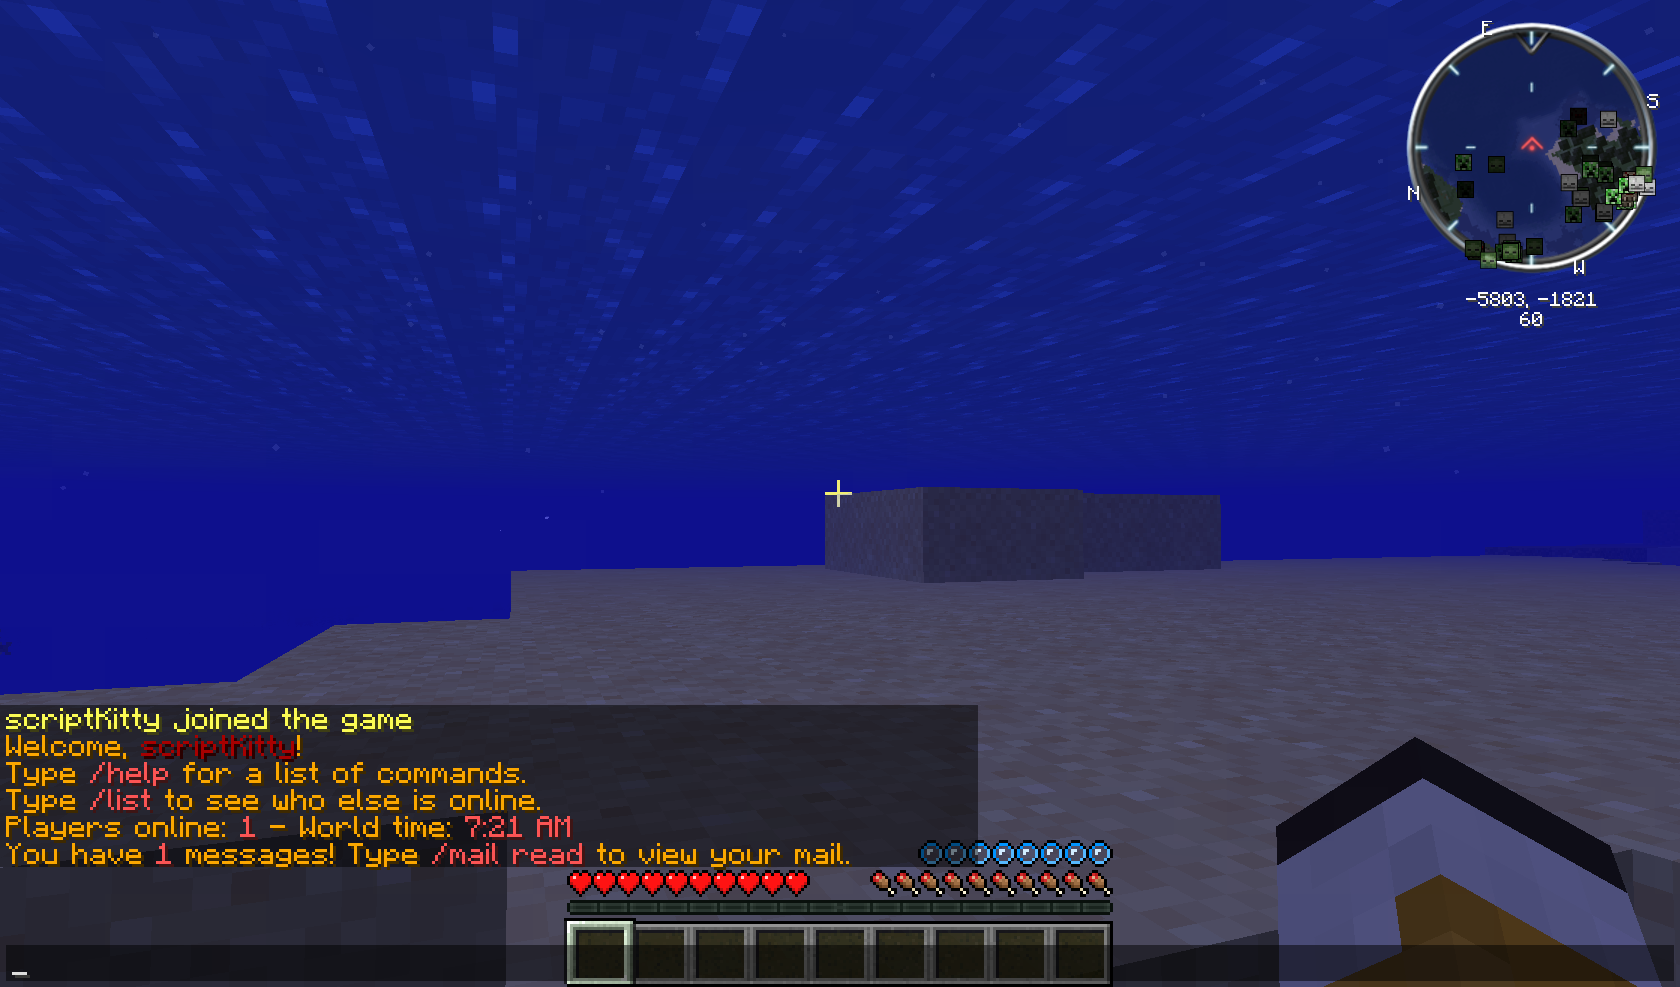 E
S
N
W
-5803, -1821
60
scriptKitty joined the game
Welcome, scriptKitty!
Type /help for a list of commands.
Type /list to see who else is online.
Players online: 1 - World time: 7:21 AM
You have 1 messages! Type /mail read to view your mail.
_